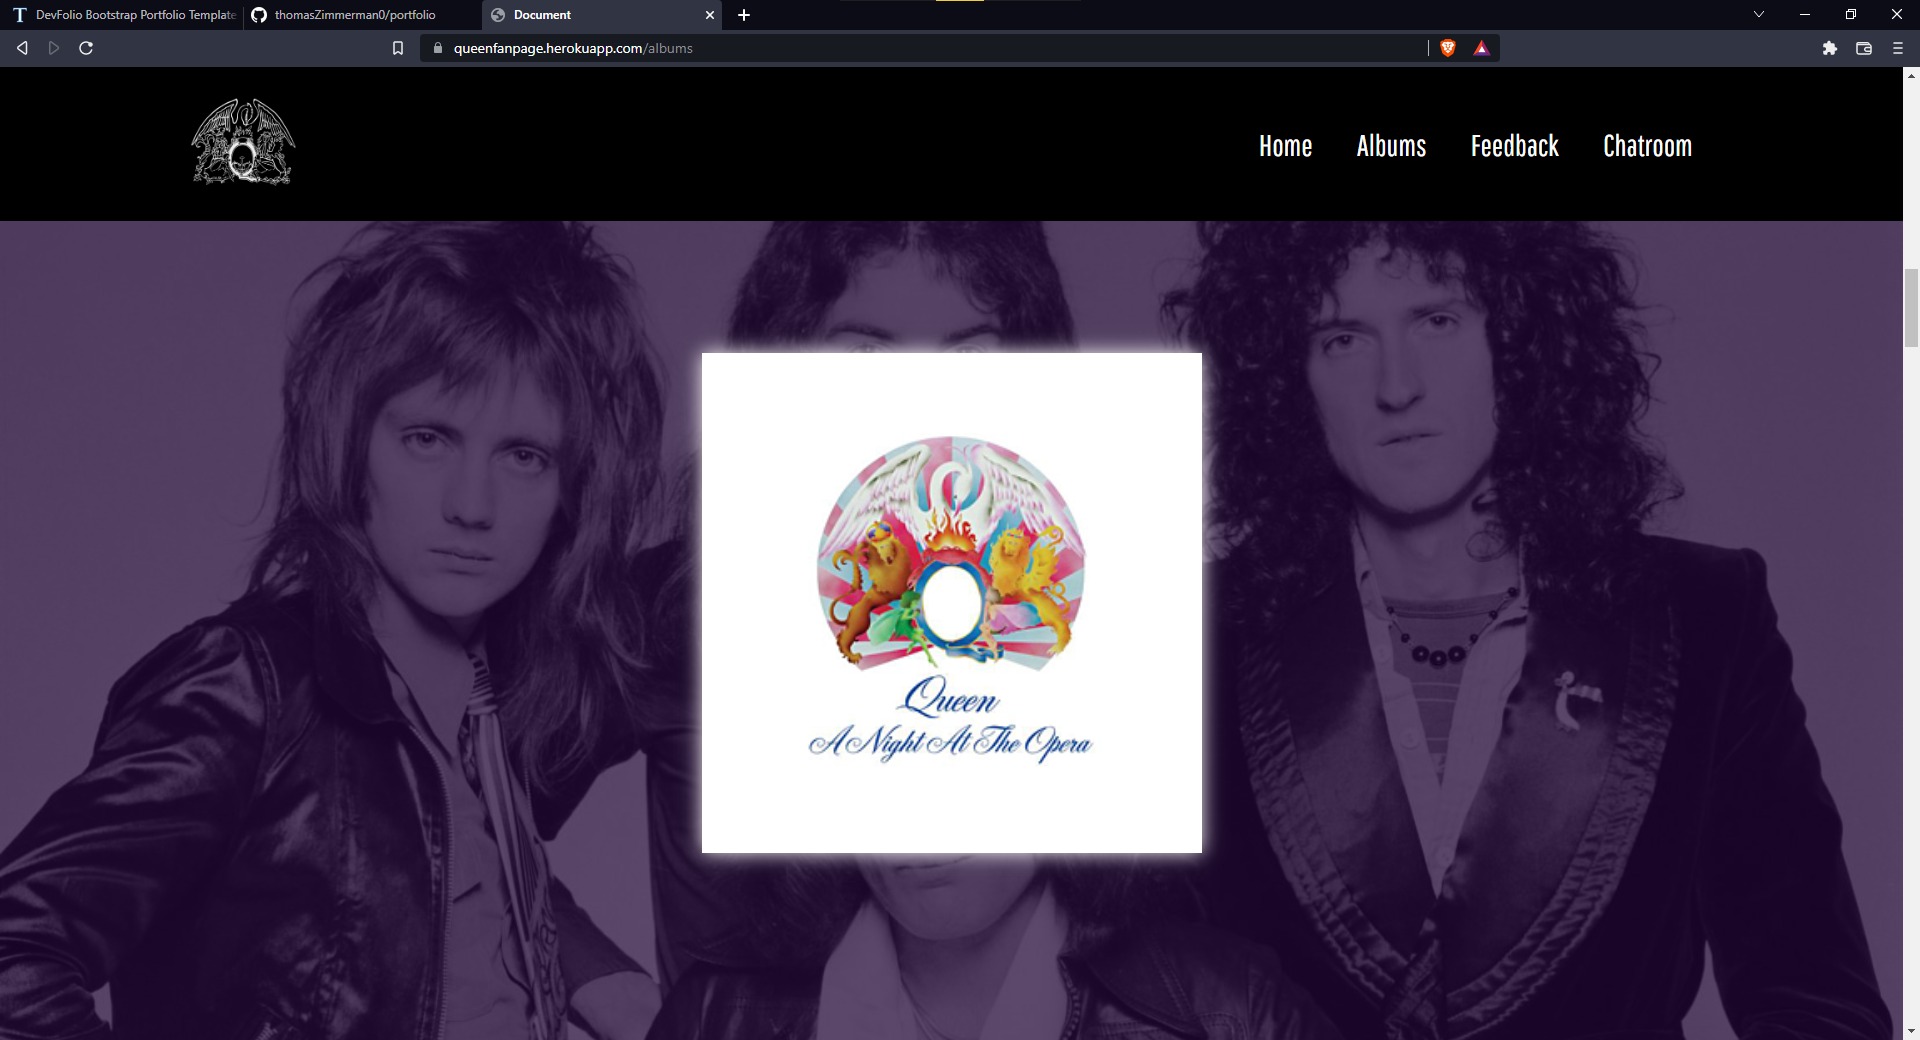 DevFolio Bootstrap Portfolio Template
thomasZimmerman0/portfolio
Document
queenfanpage.herokuapp.com/albums
Home
Albums
Feedback
Chatroom
Queen
A Night At The Opera